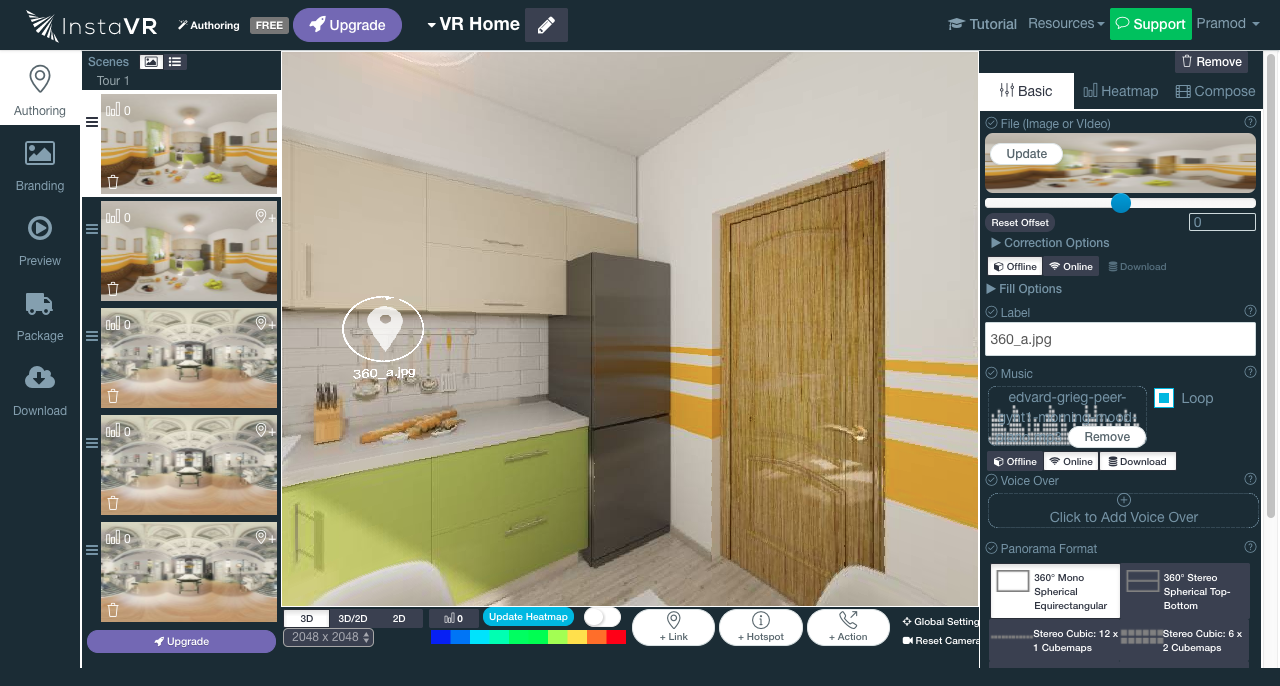 InstaVR
Authoring
FREE
Upgrade
VR Home
Tutorial
Resources
Support
Pramod
Authoring
Branding
Preview
Package
Download
Scenes
Tour 1
0
0
0
0
0
Upgrade
360_a.jpg
3D
3D/2D
2D
2048 x 2048
0
Update Heatmap
+ Link
+ Hotspot
+ Action
Global Setting
Reset Camera
Remove
Basic
Heatmap
Compose
File (Image or VIdeo)
Update
Reset Offset
0
Correction Options
Offline
Online
Download
Fill Options
Label
360_a.jpg
Music
edvard-grieg-peer-
Loop
Remove
Offline
Online
Download
Voice Over
Click to Add Voice Over
Panorama Format
360° Mono
Spherical
Equirectangular
360° Stereo
Spherical Top-
Bottom
Stereo Cubic: 12 x
1 Cubemaps
Stereo Cubic: 6 x
2 Cubemaps